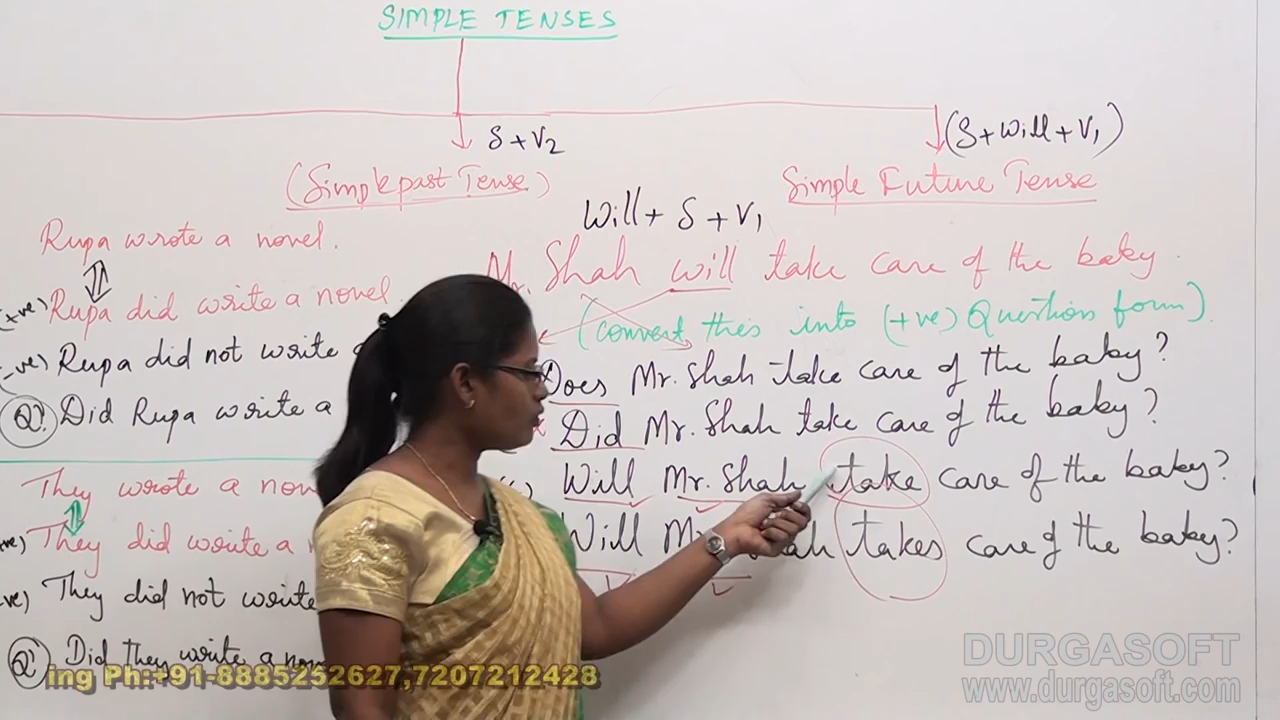 SIMPLE TENSES
S+V2
(S+Will+V1)
(Simple past Tense)
Simple Future Tense
Will + S + V1
Rupa wrote a novel.
Mr. Shah will take care of the baby.
(+ve) Rupa did write a novel.
(convert this into (+ve) Question form).
-ve) Rupa did not write a
Does Mr. Shah take care of the baby?
Q: Did Rupa write a
Did Mr. Shah take care of the baby?
Will Mr. Shah take care of the baby?
They wrote a nov
Will Mr. Shah takes care of the baby?
They did write a
ve) They did not write
Q: Did they write a nov
ing Ph:+91-8885252627,7207212428
DURGASOFT
www.durgasoft.com